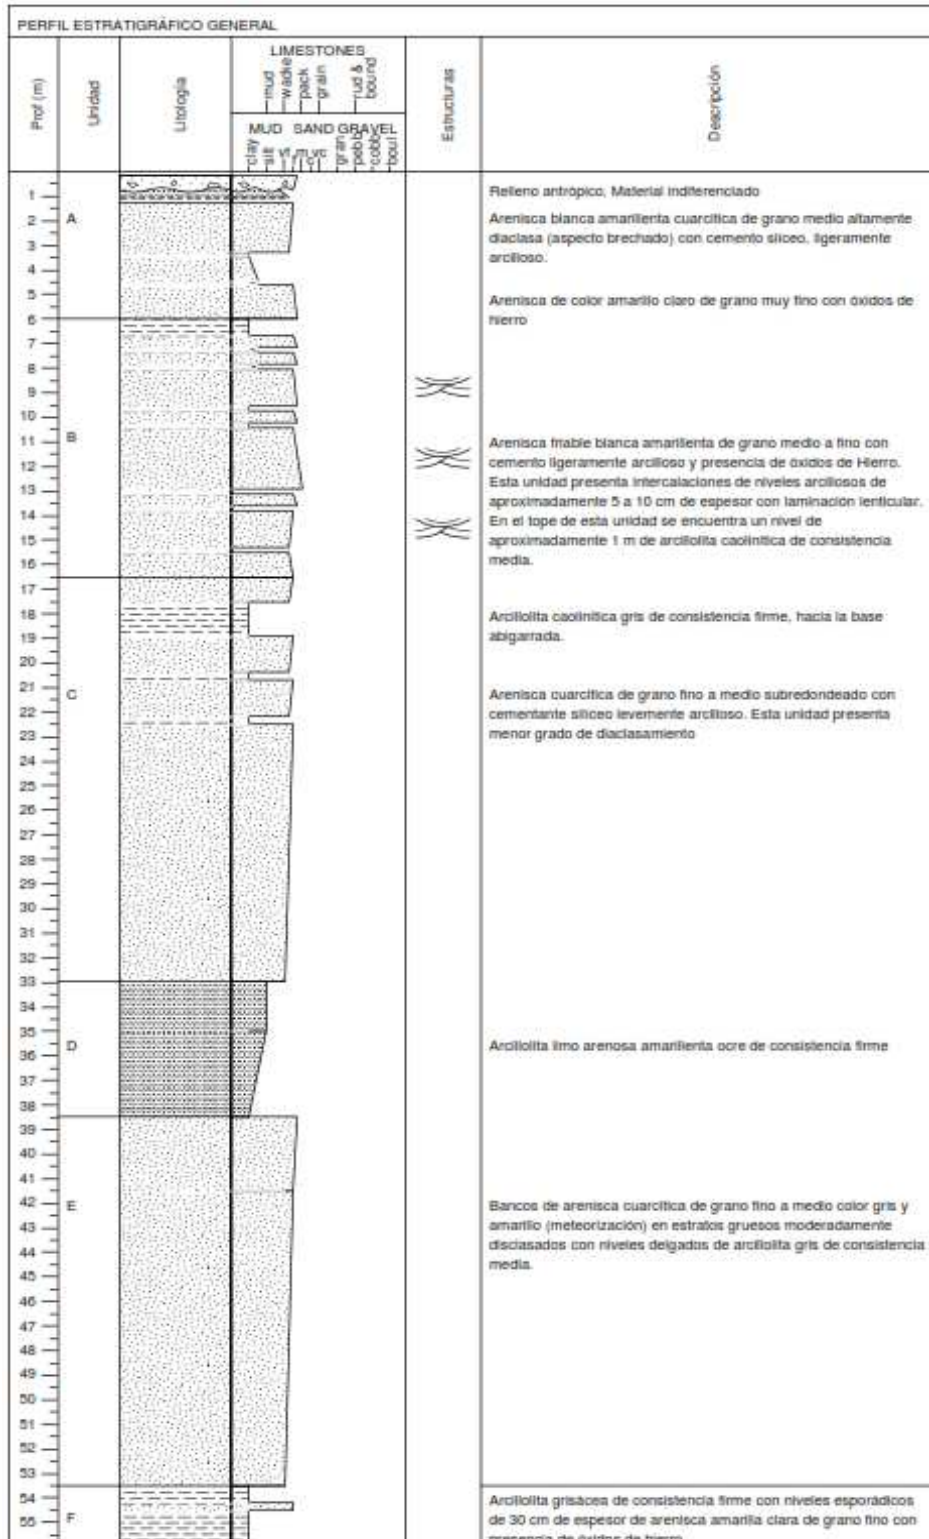 PERFIL ESTRATIGRÁFICO GENERAL
Prof (m)
Unidad
Litología
LIMESTONES
mud
wacke
pack
grain
rud &
bound
MUD SAND GRAVEL
clay
silt
vf
f
m
c
vc
gran
pebb
cobb
boul
Estructuras
Descripción
1
2
3
4
5
6
7
8
9
10
11
12
13
14
15
16
17
18
19
20
21
22
23
24
25
26
27
28
29
30
31
32
33
34
35
36
37
38
39
40
41
42
43
44
45
46
47
48
49
50
51
52
53
54
55
A
B
C
D
E
F
Relleno antrópico, Material indiferenciado
Arenisca blanca amarillenta cuarcitica de grano medio altamente
diaclasa (aspecto brechado) con cemento silíceo, ligeramente
arcilloso.
Arenisca de color amarillo claro de grano muy fino con óxidos de
hierro
Arenisca friable blanca amarillenta de grano medio a fino con
cemento ligeramente arcilloso y presencia de óxidos de Hierro.
Esta unidad presenta intercalaciones de niveles arcillosos de
aproximadamente 5 a 10 cm de espesor con laminación lenticular.
En el tope de esta unidad se encuentra un nivel de
aproximadamente 1 m de arcillolita caolinítica de consistencia
media.
Arcillolita caolinítica gris de consistencia firme, hacia la base
abigarrada.
Arenisca cuarcítica de grano fino a medio subredondeado con
cementante silíceo levemente arcilloso. Esta unidad presenta
menor grado de diaclasamiento
Arcillolita limo arenosa amarillenta ocre de consistencia firme
Bancos de arenisca cuarcítica de grano fino a medio color gris y
amarillo (meteorización) en estratos gruesos moderadamente
disclasados con niveles delgados de arcillolita gris de consistencia
media.
Arcillolita grisácea de consistencia firme con niveles esporádicos
de 30 cm de espesor de arenisca amarilla clara de grano fino con
presencia de óxidos de hierro